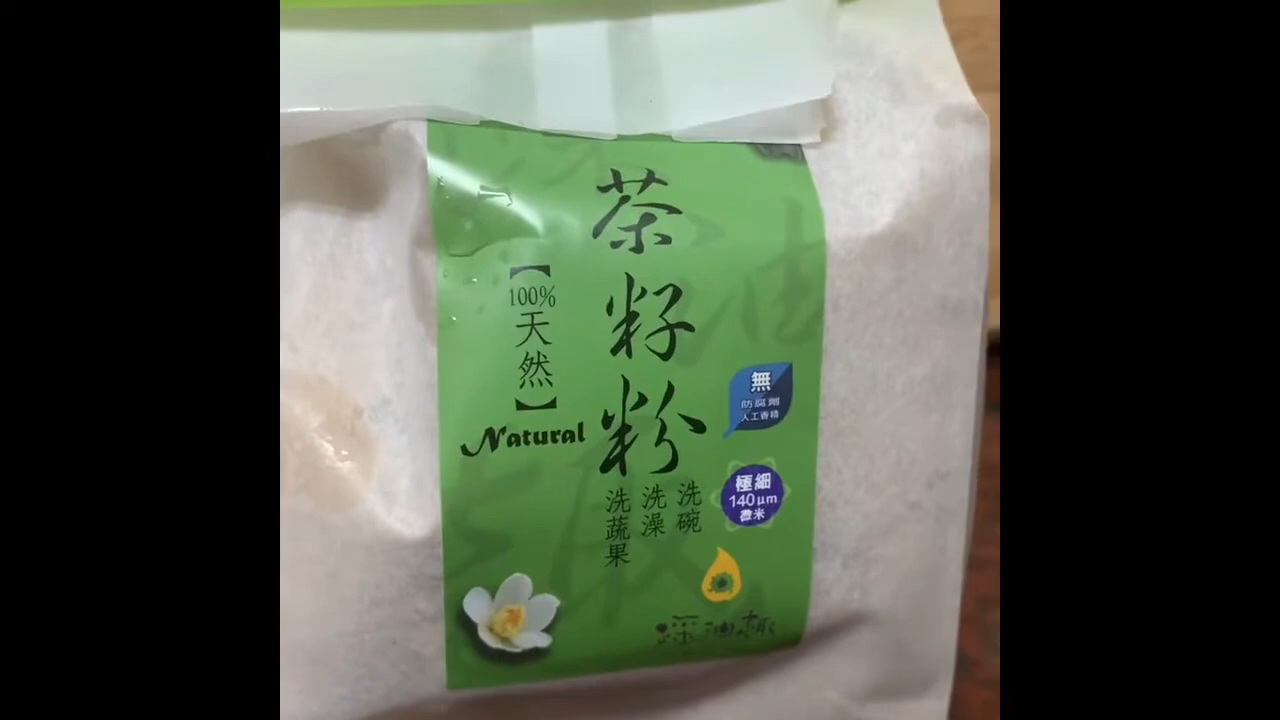 茶籽粉
【100%天然】
Natural
洗碗
洗澡
洗蔬果
無
防腐劑
人工香精
極細
140μm
微米